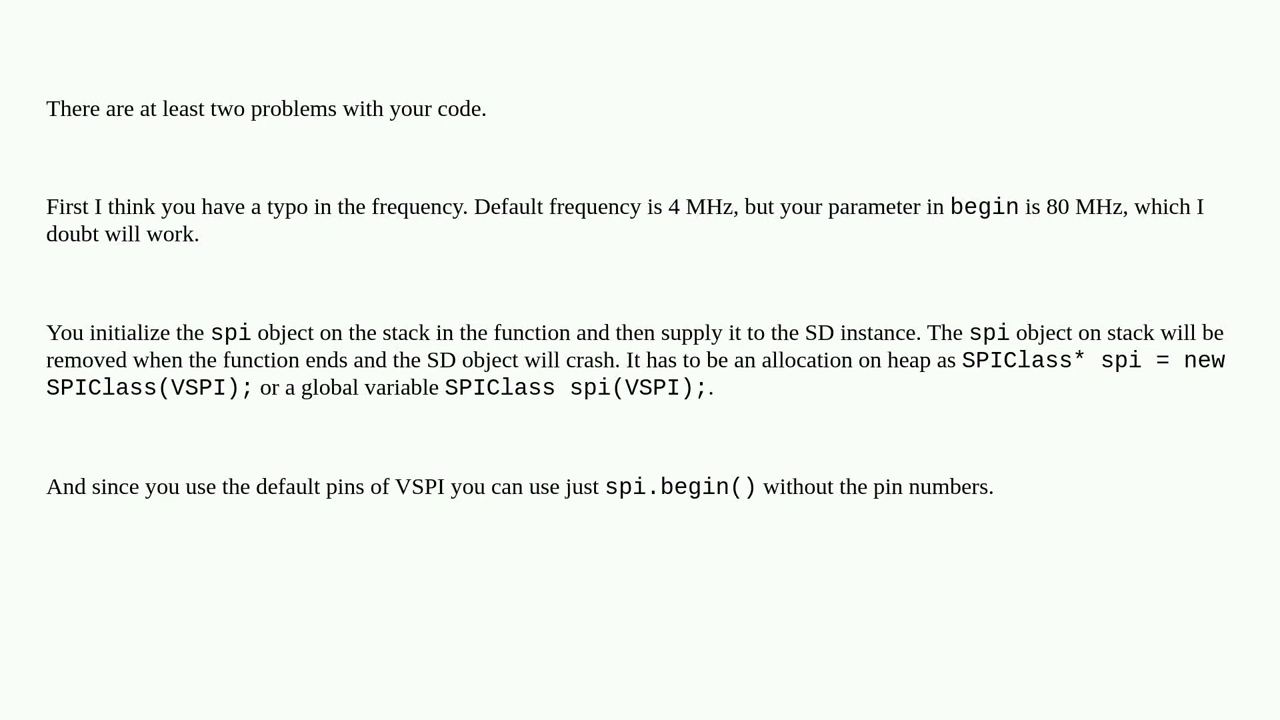 There are at least two problems with your code.
First I think you have a typo in the frequency. Default frequency is 4 MHz, but your parameter in begin is 80 MHz, which I
doubt will work.
You initialize the spi object on the stack in the function and then supply it to the SD instance. The spi object on stack will be
removed when the function ends and the SD object will crash. It has to be an allocation on heap as SPIClass* spi = new
SPIClass(VSPI); or a global variable SPIClass spi(VSPI);.
And since you use the default pins of VSPI you can use just spi.begin() without the pin numbers.